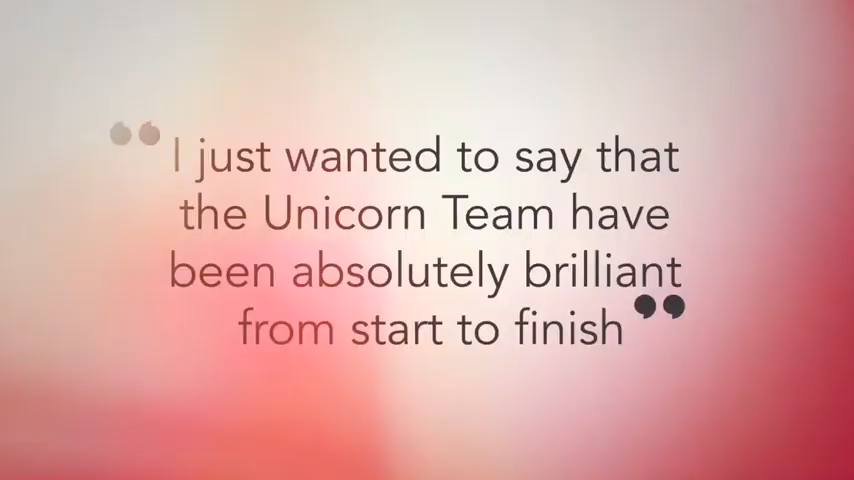 “I just wanted to say that
the Unicorn Team have
been absolutely brilliant
from start to finish”